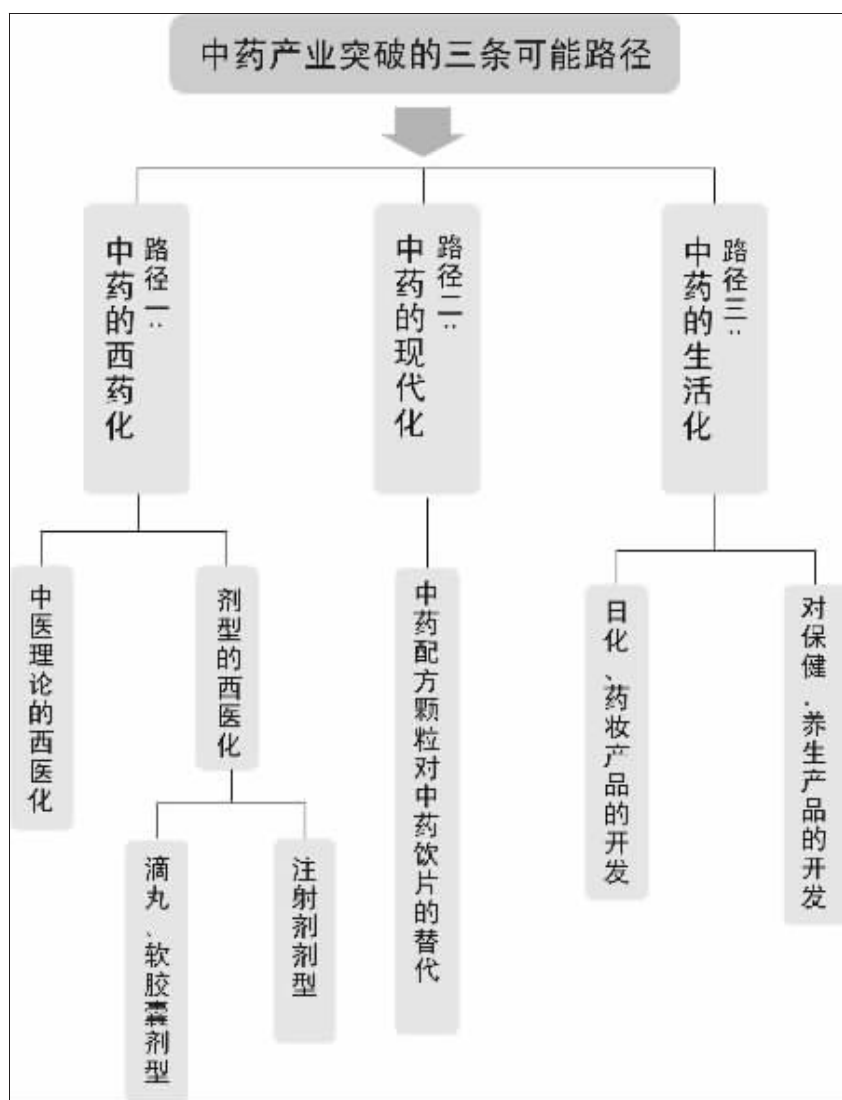 中药产业突破的三条可能路径
路径一：
中药的西药化
路径二：
中药的现代化
路径三：
中药的生活化
中医理论的西医化
剂型的西医化
滴丸、软胶囊剂型
注射剂剂型
中药配方颗粒对中药饮片的替代
日化、药妆产品的开发
对保健、养生产品的开发